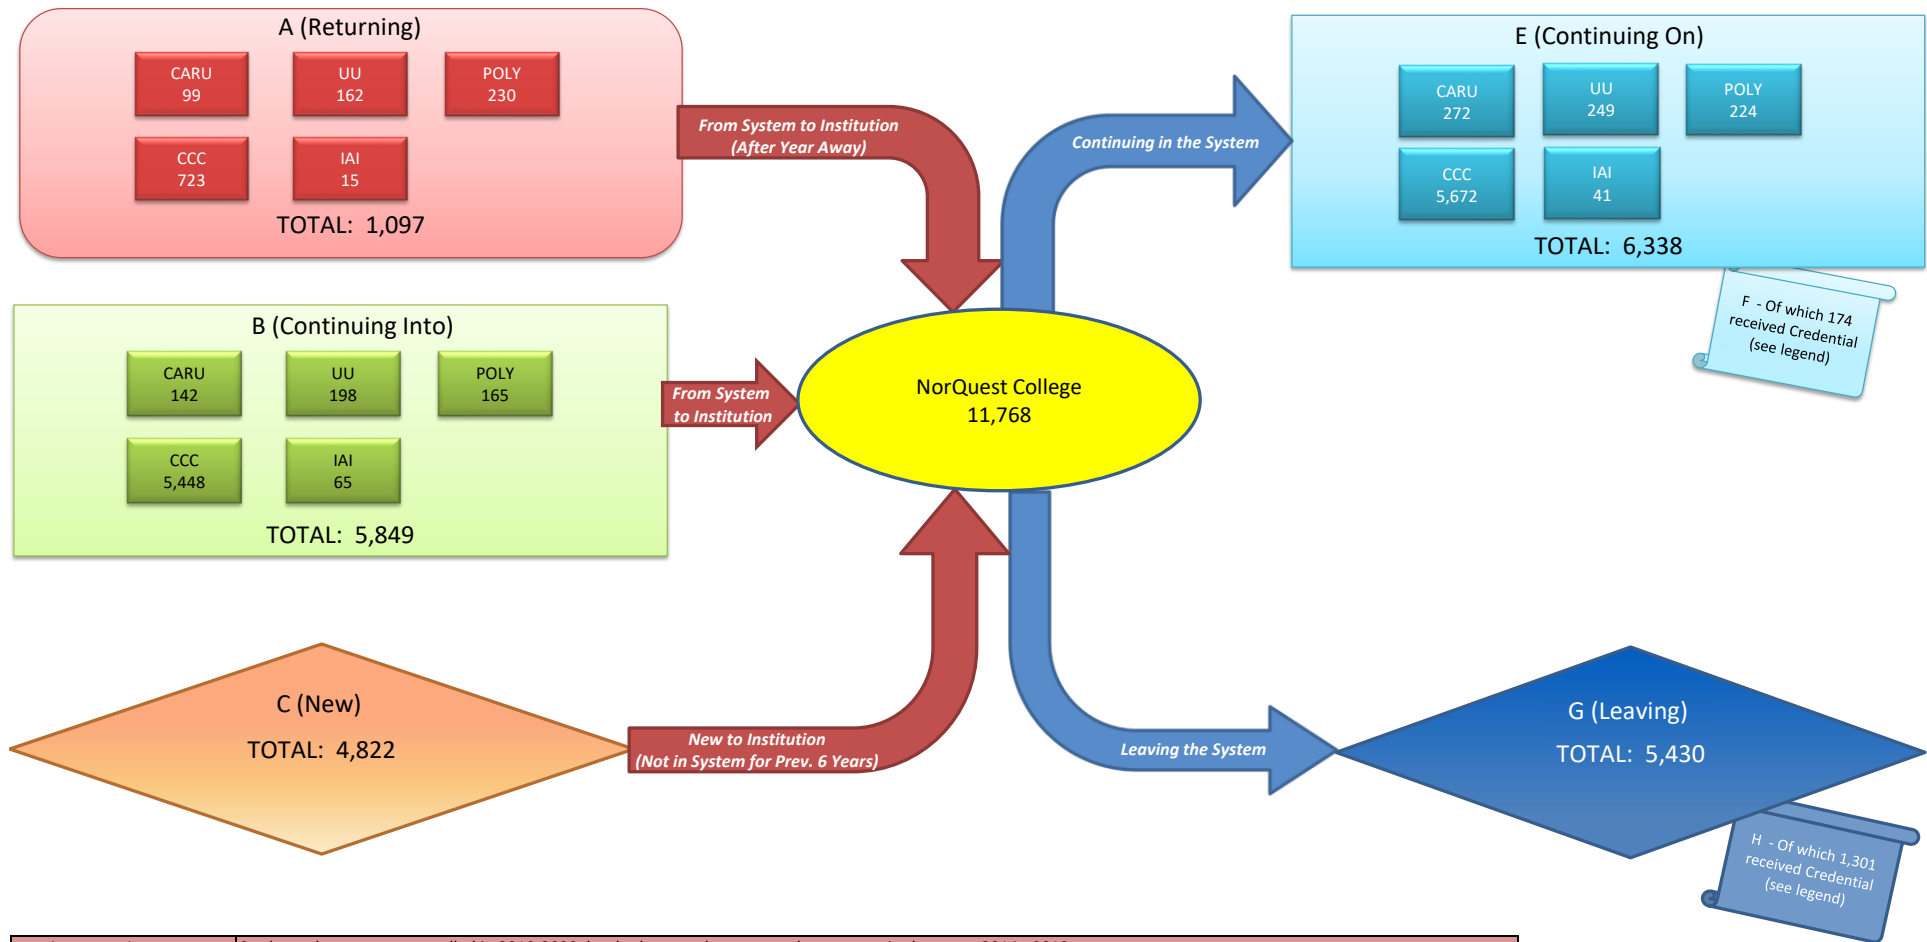 A (Returning)
CARU
99
UU
162
POLY
230
CCC
723
IAI
15
TOTAL: 1,097
From System to Institution
(After Year Away)
B (Continuing Into)
CARU
142
UU
198
POLY
165
CCC
5,448
IAI
65
TOTAL: 5,849
From System
to Institution
C (New)
TOTAL: 4,822
New to Institution
(Not in System for Prev. 6 Years)
NorQuest College
11,768
Continuing in the System
E (Continuing On)
CARU
272
UU
249
POLY
224
CCC
5,672
IAI
41
TOTAL: 6,338
F - Of which 174
received Credential
(see legend)
Leaving the System
G (Leaving)
TOTAL: 5,430
H - Of which 1,301
received Credential
(see legend)